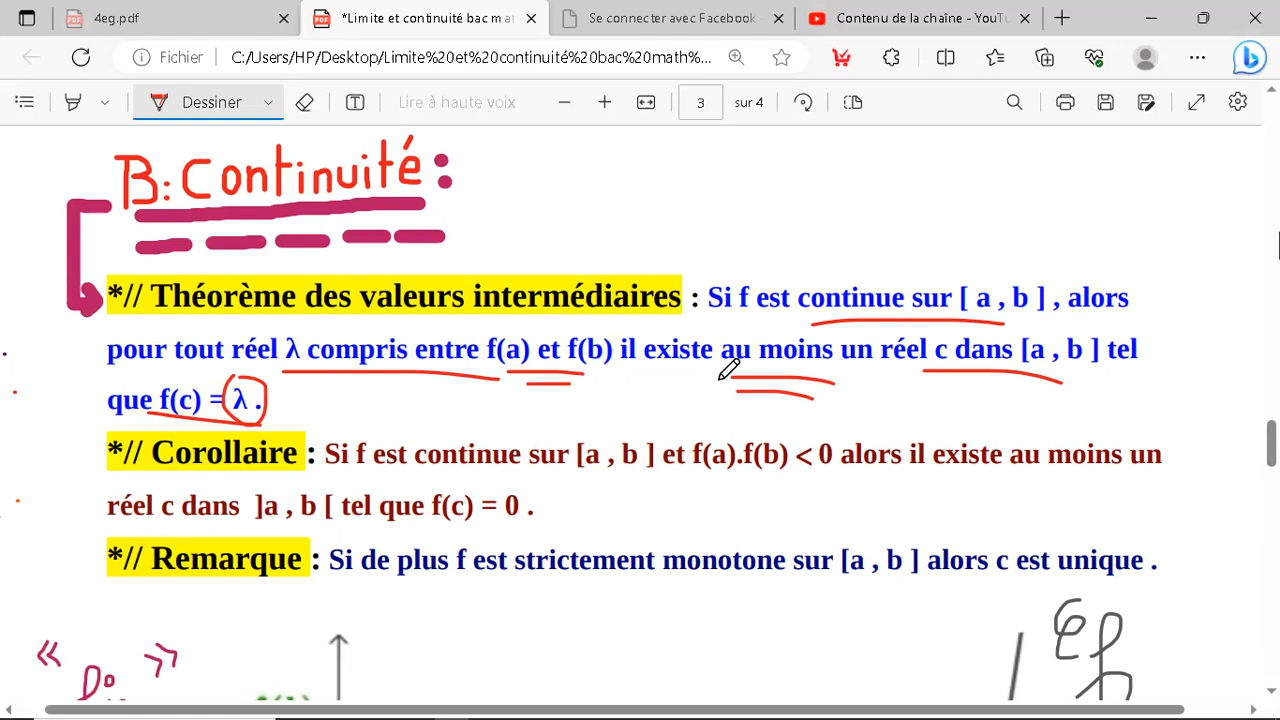 4eg.pdf
*Limite et continuité bac mat
Se connecter avec Facebook
Contenu de la chaîne - YouTu
Fichier
C:/Users/HP/Desktop/Limite%20et%20continuité%20bac%20math%...
Dessiner
Lire à haute voix
3 sur 4
B: Continuité :
*// Théorème des valeurs intermédiaires : Si f est continue sur [ a , b ] , alors
pour tout réel λ compris entre f(a) et f(b) il existe au moins un réel c dans [a , b ] tel
que f(c) = λ .
*// Corollaire : Si f est continue sur [a , b ] et f(a).f(b) < 0 alors il existe au moins un
réel c dans ]a , b [ tel que f(c) = 0 .
*// Remarque : Si de plus f est strictement monotone sur [a , b ] alors c est unique .
« »